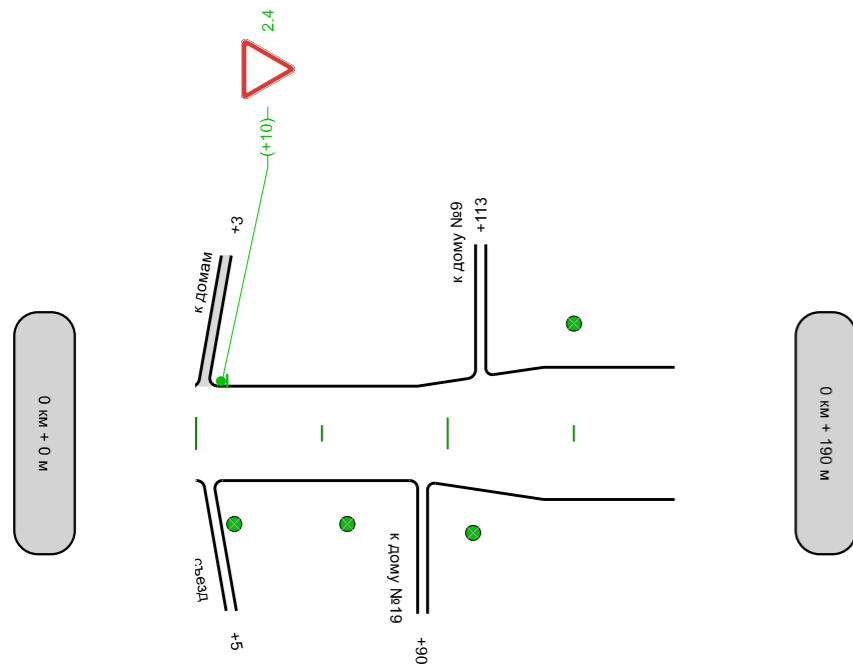 2.4
(+10)
+3
к домам
к дому №9
+113
0 км + 0 м
0 км + 190 м
съезд
+5
к дому №19
+90